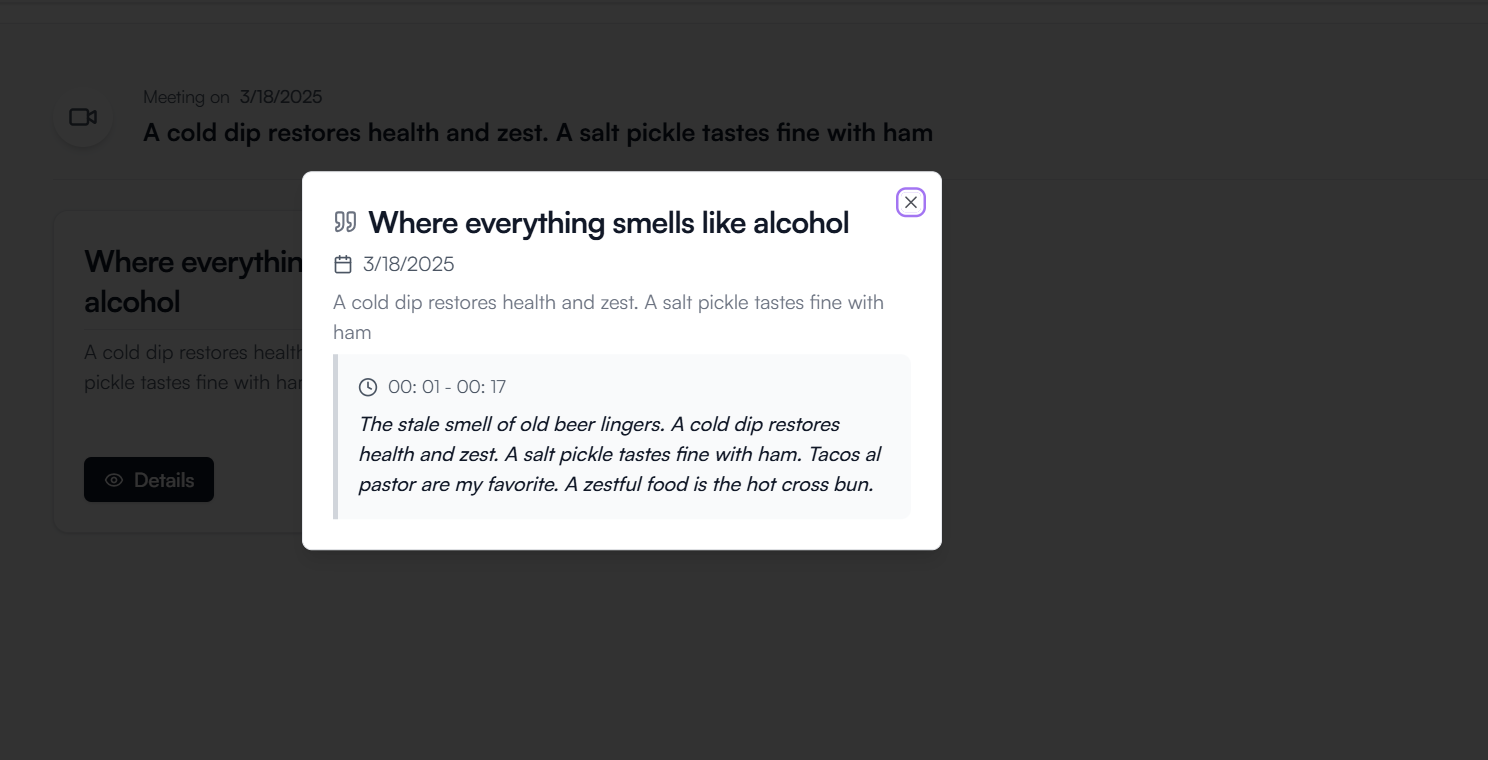 Meeting on 3/18/2025
A cold dip restores health and zest. A salt pickle tastes fine with ham
Where everythin
alcohol
A cold dip restores health
pickle tastes fine with ham
Details
Where everything smells like alcohol
3/18/2025
A cold dip restores health and zest. A salt pickle tastes fine with
ham
00: 01 - 00: 17
The stale smell of old beer lingers. A cold dip restores
health and zest. A salt pickle tastes fine with ham. Tacos al
pastor are my favorite. A zestful food is the hot cross bun.